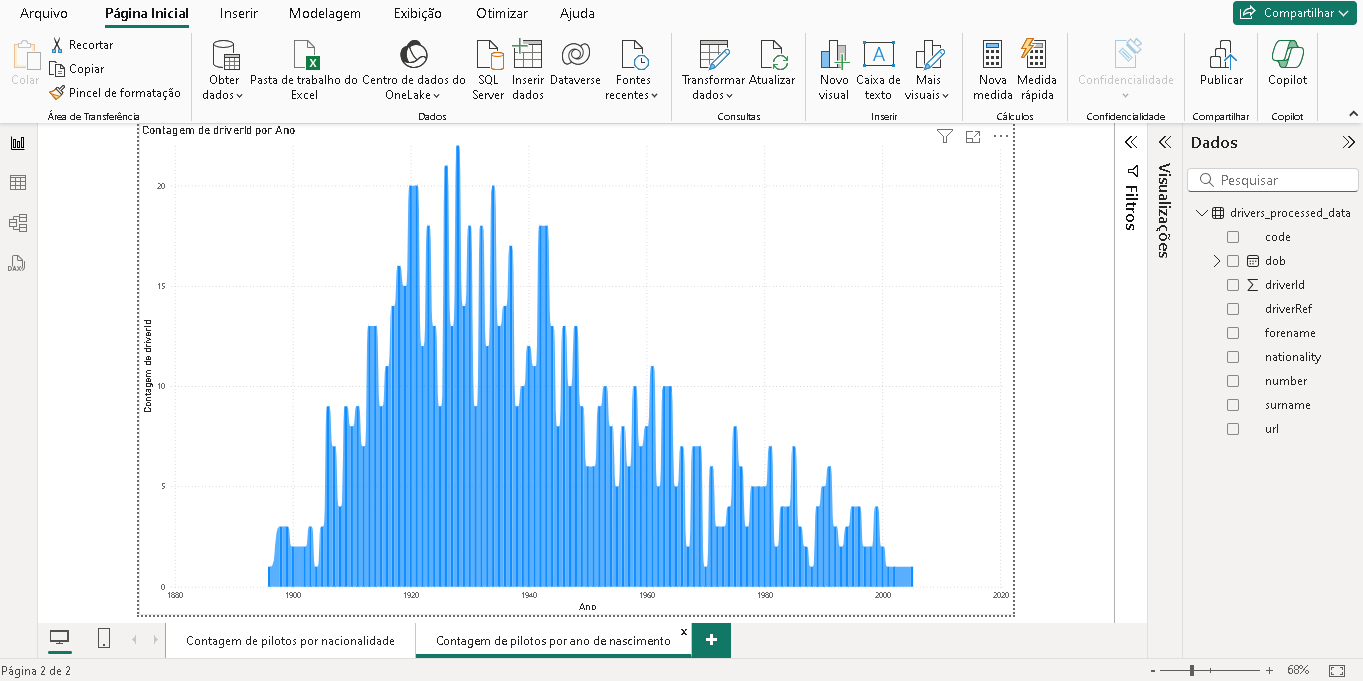 Arquivo Página Inicial Inserir Modelagem Exibição Otimizar Ajuda Compartilhar
Colar
Recortar
Copiar
Pincel de formatação
Área de Transferência
Obter
dados
Pasta de trabalho do
Excel
Centro de dados do
OneLake
SQL
Server
Inserir
dados
Dataverse
Fontes
recentes
Dados
Transformar
dados
Atualizar
Consultas
Novo
visual
Caixa de
texto
Mais
visuais
Inserir
Nova
medida
Medida
rápida
Cálculos
Confidencialidade
Confidencialidade
Publicar
Compartilhar
Copilot
Copilot
DAX
Contagem de driverId por Ano
Contagem de driverId
20
15
10
5
0
1880 1900 1920 1940 1960 1980 2000 2020
Ano
Filtros
Visualizações
Dados
Pesquisar
drivers_processed_data
code
dob
driverId
driverRef
forename
nationality
number
surname
url
Contagem de pilotos por nacionalidade
Contagem de pilotos por ano de nascimento x
+
Página 2 de 2
- + 68%